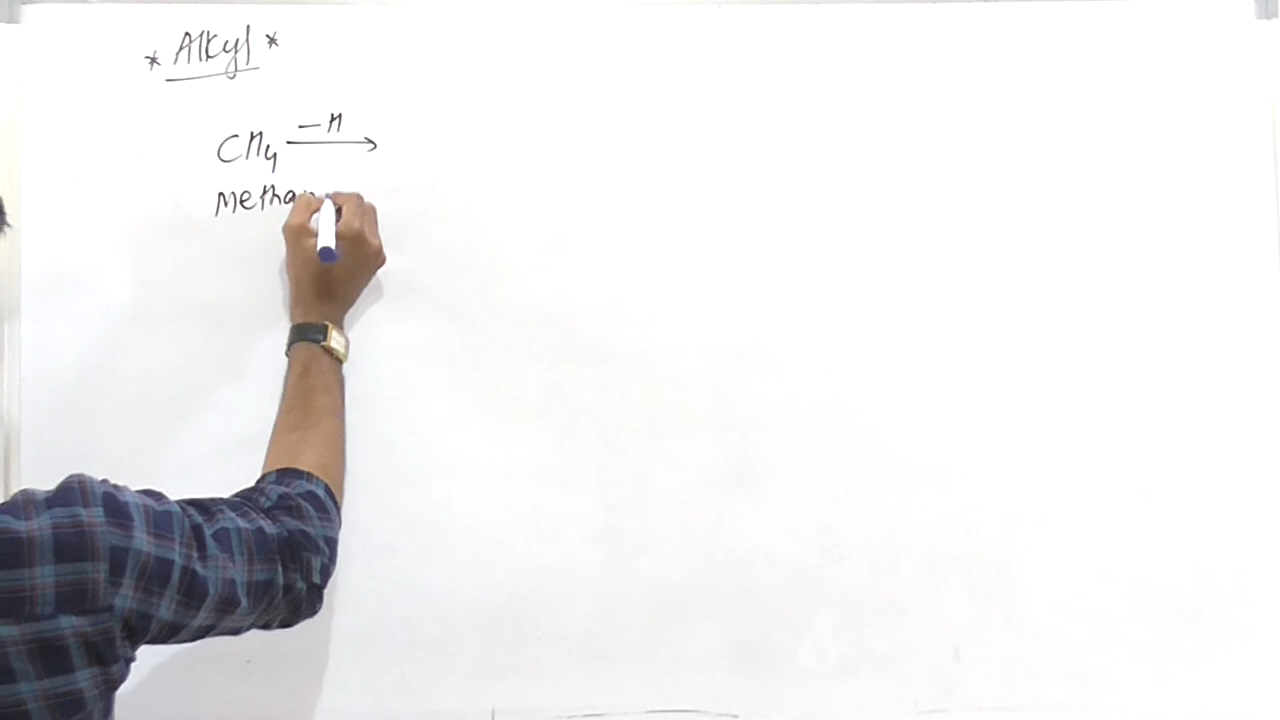 * Alkyl *
—H
CH4 →
Metha